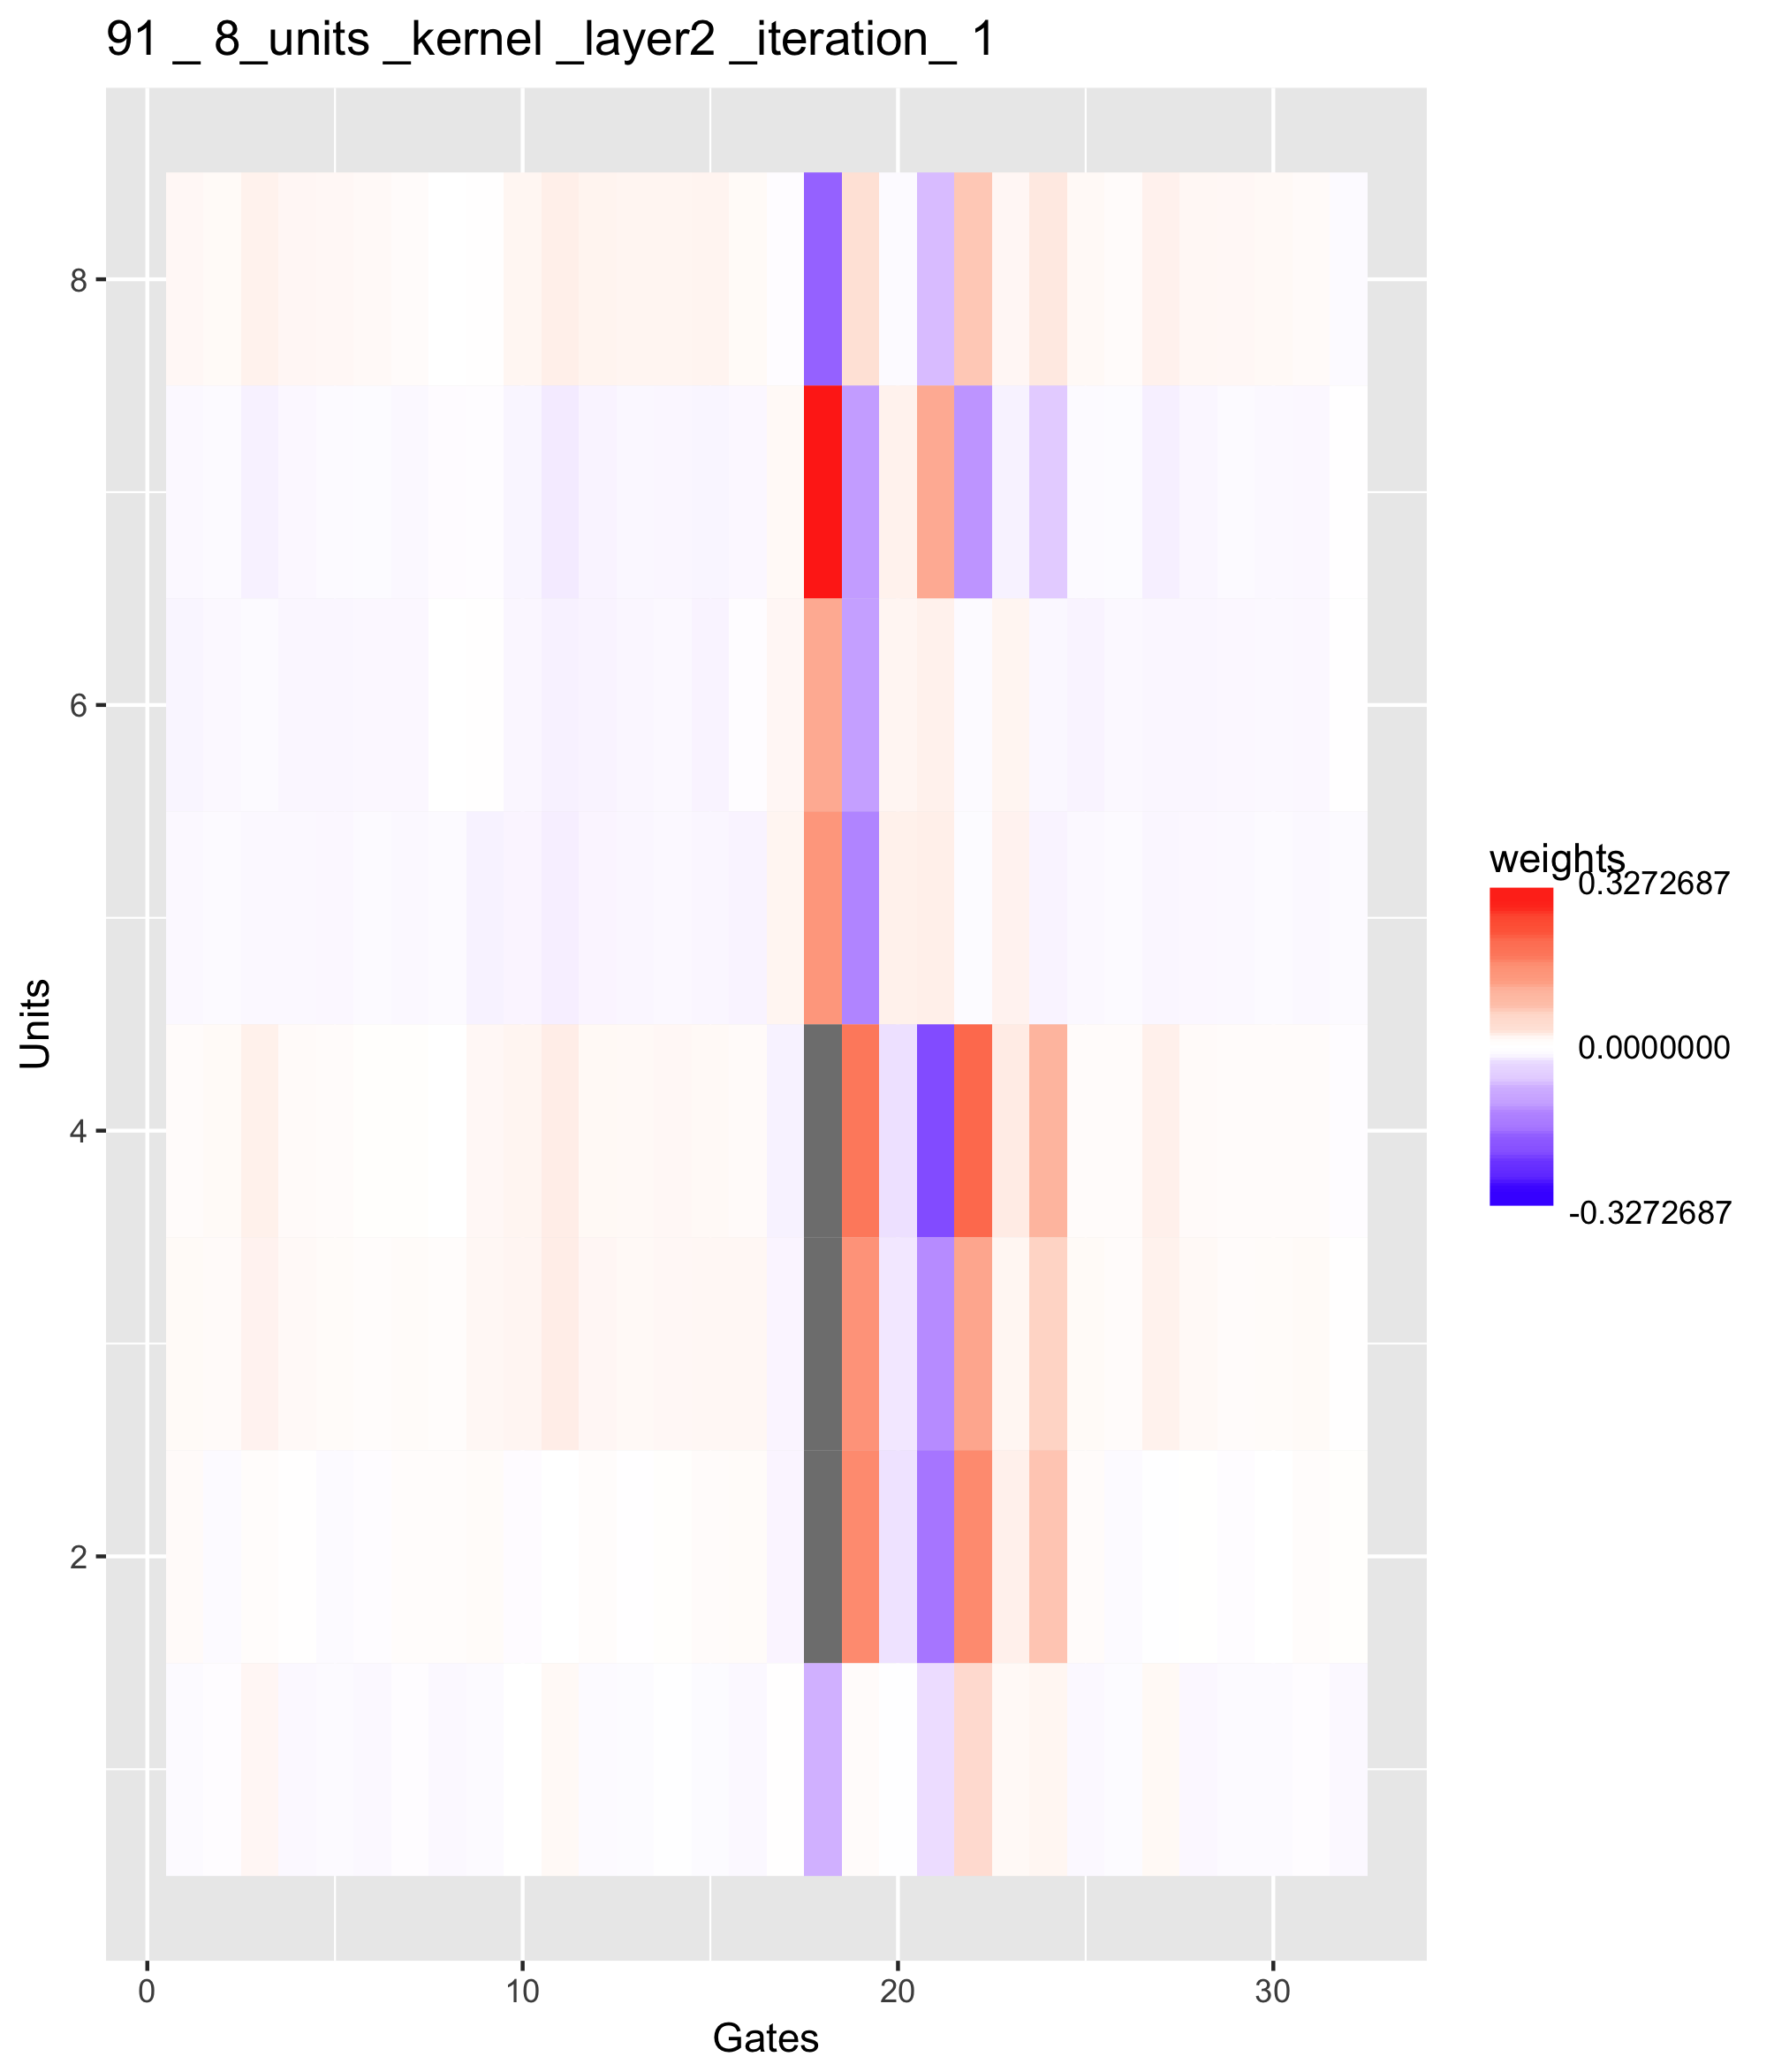 91 _ 8_units _kernel _layer2 _iteration_ 1
8
6
4
2
Units
0
10
20
30
Gates
weights
0.3272687
0.0000000
-0.3272687